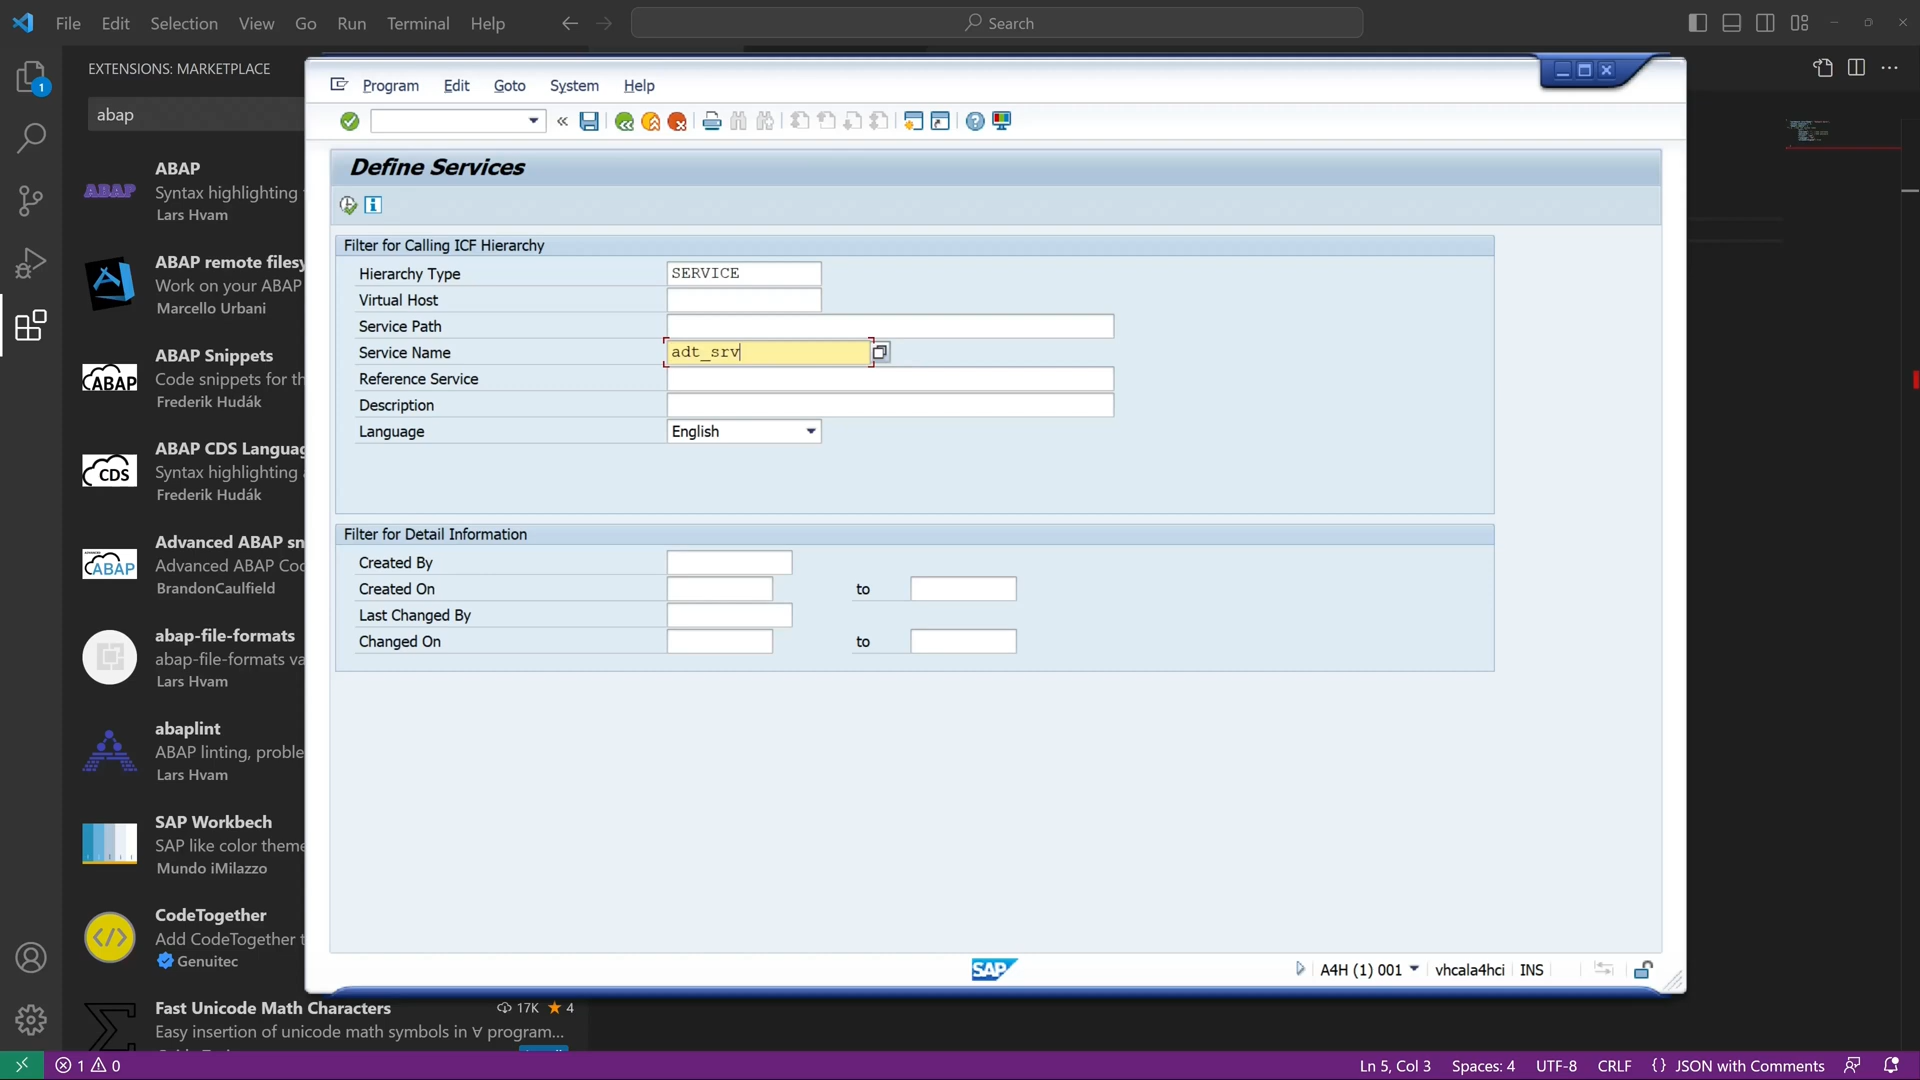 File Edit Selection View Go Run Terminal Help
Search
EXTENSIONS: MARKETPLACE
1
abap
ABAP
Syntax highlighting
Lars Hvam
ABAP remote filesy
Work on your ABAP
Marcello Urbani
ABAP Snippets
Code snippets for th
Frederik Hudák
ABAP CDS Languag
Syntax highlighting
Frederik Hudák
Advanced ABAP sn
Advanced ABAP Coc
BrandonCaulfield
abap-file-formats
abap-file-formats va
Lars Hvam
abaplint
ABAP linting, proble
Lars Hvam
SAP Workbech
SAP like color theme
Mundo iMilazzo
CodeTogether
Add CodeTogether t
Genuitec
Fast Unicode Math Characters 17K 4
Easy insertion of unicode math symbols in ∀ program...
ABAP
ABAP
CDS
ABAP
Program Edit Goto System Help
Define Services
Filter for Calling ICF Hierarchy
Hierarchy Type SERVICE
Virtual Host
Service Path
Service Name adt_srv
Reference Service
Description
Language English
Filter for Detail Information
Created By
Created On to
Last Changed By
Changed On to
SAP
A4H (1) 001 vhcala4hci INS
1 0
Ln 5, Col 3 Spaces: 4 UTF-8 CRLF {} JSON with Comments